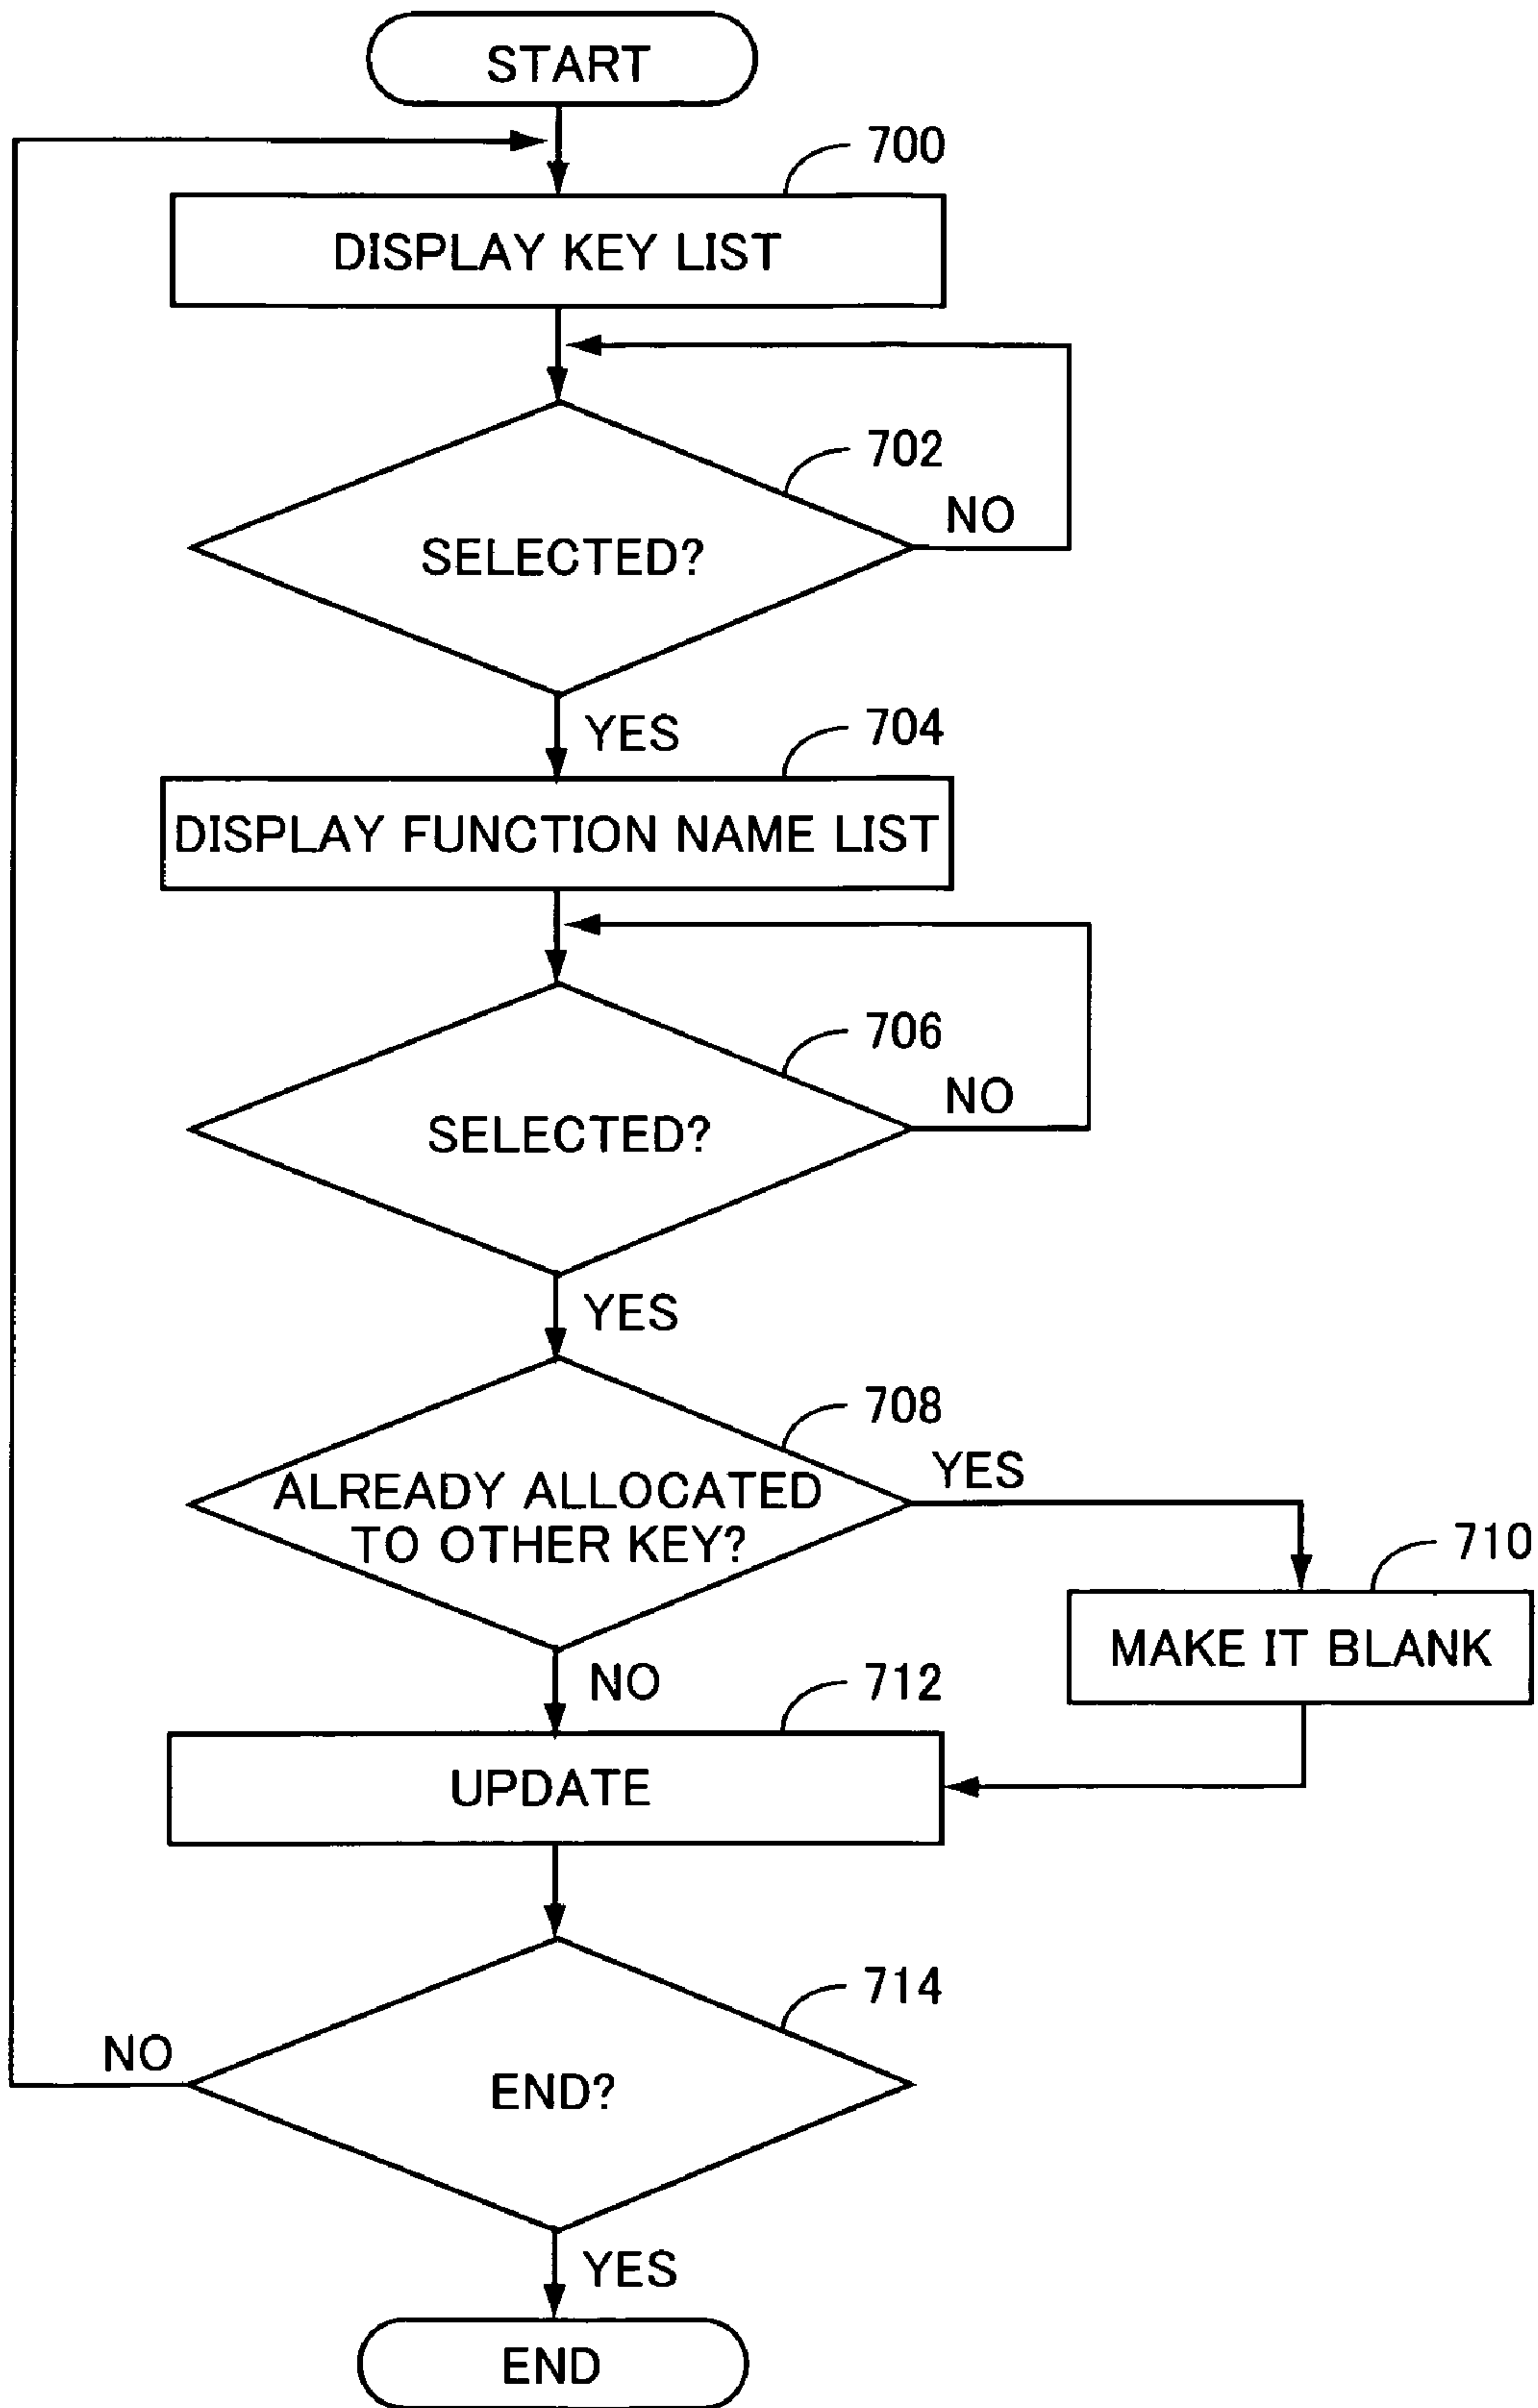 START
700
DISPLAY KEY LIST
702
NO
SELECTED?
YES
704
DISPLAY FUNCTION NAME LIST
706
NO
SELECTED?
YES
708
YES
ALREADY ALLOCATED
TO OTHER KEY?
710
MAKE IT BLANK
NO
712
UPDATE
714
NO
END?
YES
END